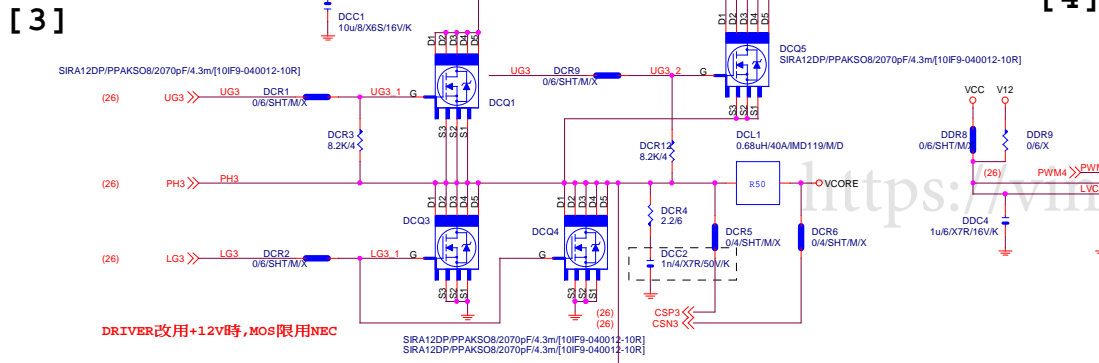 [3]
DCC1
10u/8/X6S/16V/K
D1
D2
D3
D4
D5
D1
D2
D3
D4
D5
DCQ5
SIRA12DP/PPAKSO8/2070pF/4.3m/[10IF9-040012-10R]
SIRA12DP/PPAKSO8/2070pF/4.3m/[10IF9-040012-10R]
UG3
DCR9
0/6/SHT/M/X
UG3_2
G
(26)
UG3
UG3
DCR1
0/6/SHT/M/X
UG3_1
G
DCQ1
S3
S2
S1
S3
S2
S1
VCC
V12
DCR3
8.2K/4
DCR12
8.2K/4
DCL1
0.68uH/40A/IMD119/M/D
DDR8
0/6/SHT/M/X
DDR9
0/6/X
(26)
PWM4
(26)
PH3
PH3
R50
VCORE
D1
D2
D3
D4
D5
D1
D2
D3
D4
D5
DCQ3
DCQ4
DCR4
2.2/6
DCR5
0/4/SHT/M/X
DCR6
0/4/SHT/M/X
DDC4
1u/6/X7R/16V/K
(26)
LG3
LG3
DCR2
0/6/SHT/M/X
LG3_1
G
G
DCC2
1n/4/X7R/50V/K
S3
S2
S1
S3
S2
S1
(26)
CSP3
(26)
CSN3
DRIVER改用+12V時,MOS限用NEC
SIRA12DP/PPAKSO8/2070pF/4.3m/[10IF9-040012-10R]
SIRA12DP/PPAKSO8/2070pF/4.3m/[10IF9-040012-10R]